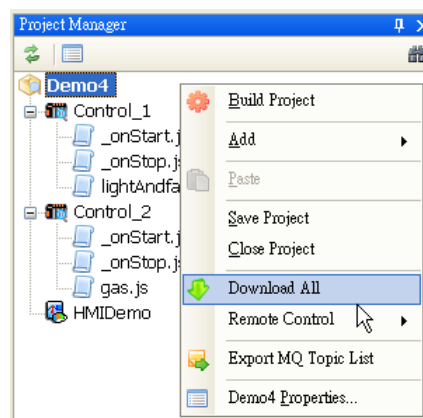 Project Manager
Demo4
Control_1
_onStart.j
_onStop.js
lightAndfa
Control_2
_onStart.j
_onStop.js
gas.js
HMIDemo
Build Project
Add
Paste
Save Project
Close Project
Download All
Remote Control
Export MQ Topic List
Demo4 Properties...